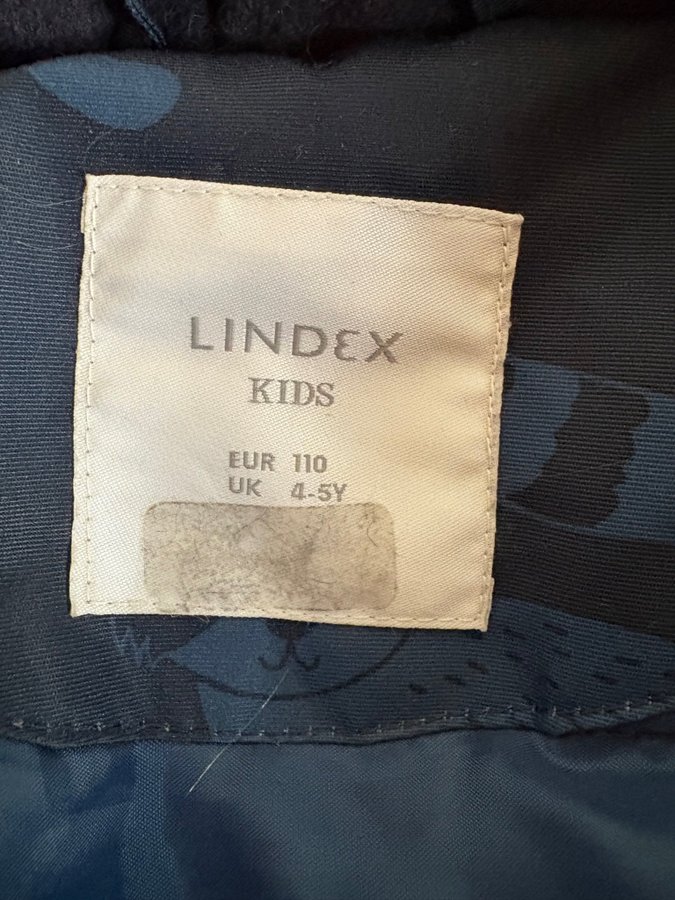 LINDEX
KIDS
EUR 110
UK 4-5Y